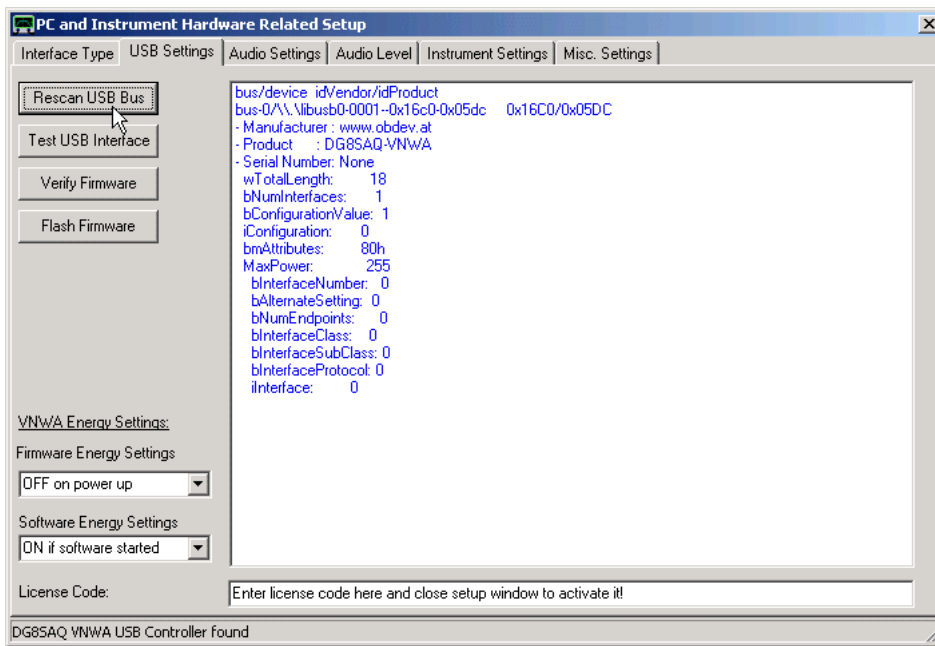 PC and Instrument Hardware Related Setup
Interface Type USB Settings Audio Settings Audio Level Instrument Settings Misc. Settings
Rescan USB Bus
Test USB Interface
Verify Firmware
Flash Firmware
bus/device idVendor/idProduct
bus-0/\\.\libusb0-0001--0x16c0-0x05dc 0x16C0/0x05DC
- Manufacturer : www.obdev.at
- Product : DG8SAQ-VNWA
- Serial Number: None
wTotalLength: 18
bNumInterfaces: 1
bConfigurationValue: 1
iConfiguration: 0
bmAttributes: 80h
MaxPower: 255
bInterfaceNumber: 0
bAlternateSetting: 0
bNumEndpoints: 0
bInterfaceClass: 0
bInterfaceSubClass: 0
bInterfaceProtocol: 0
iInterface: 0
VNWA Energy Settings:
Firmware Energy Settings
OFF on power up
Software Energy Settings
ON if software started
License Code:
Enter license code here and close setup window to activate it!
DG8SAQ VNWA USB Controller found